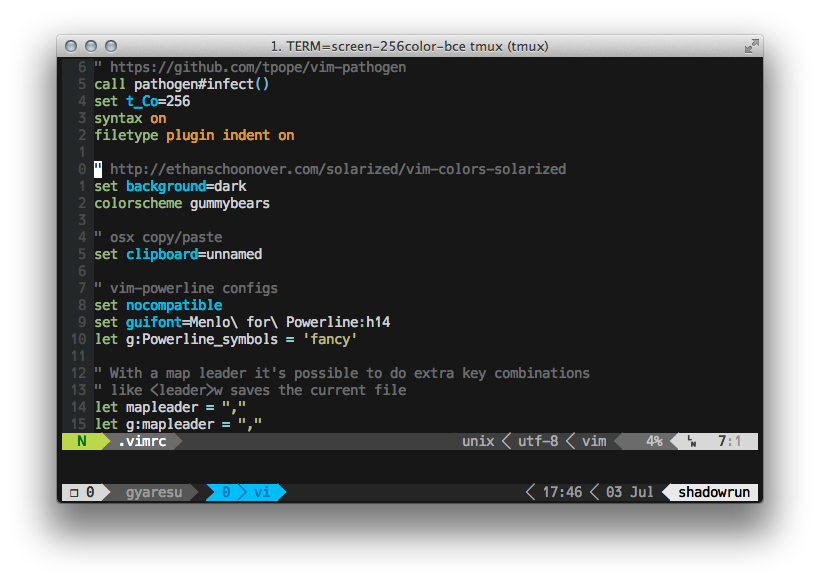 1. TERM=screen-256color-bce tmux (tmux)
6 " https://github.com/tpope/vim-pathogen
5 call pathogen#infect()
4 set t_Co=256
3 syntax on
2 filetype plugin indent on
1
0 " http://ethanschoonover.com/solarized/vim-colors-solarized
1 set background=dark
2 colorscheme gummybears
3
4 " osx copy/paste
5 set clipboard=unnamed
6
7 " vim-powerline configs
8 set nocompatible
9 set guifont=Menlo\ for\ Powerline:h14
10 let g:Powerline_symbols = 'fancy'
11
12 " With a map leader it's possible to do extra key combinations
13 " like <leader>w saves the current file
14 let mapleader = ","
15 let g:mapleader = ","
N .vimrc unix utf-8 vim 4% LN 7:1
0 gyaresu 0 vi 17:46 03 Jul shadowrun